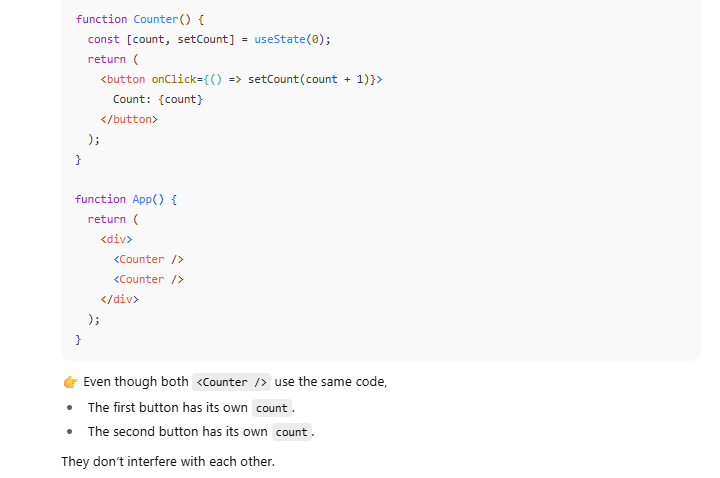 function Counter() {
const [count, setCount] = useState(0);
return (
<button onClick={() => setCount(count + 1)}>
Count: {count}
</button>
);
}
function App() {
return (
<div>
<Counter />
<Counter />
</div>
);
}
👉 Even though both <Counter /> use the same code,
• The first button has its own count.
• The second button has its own count.
They don't interfere with each other.